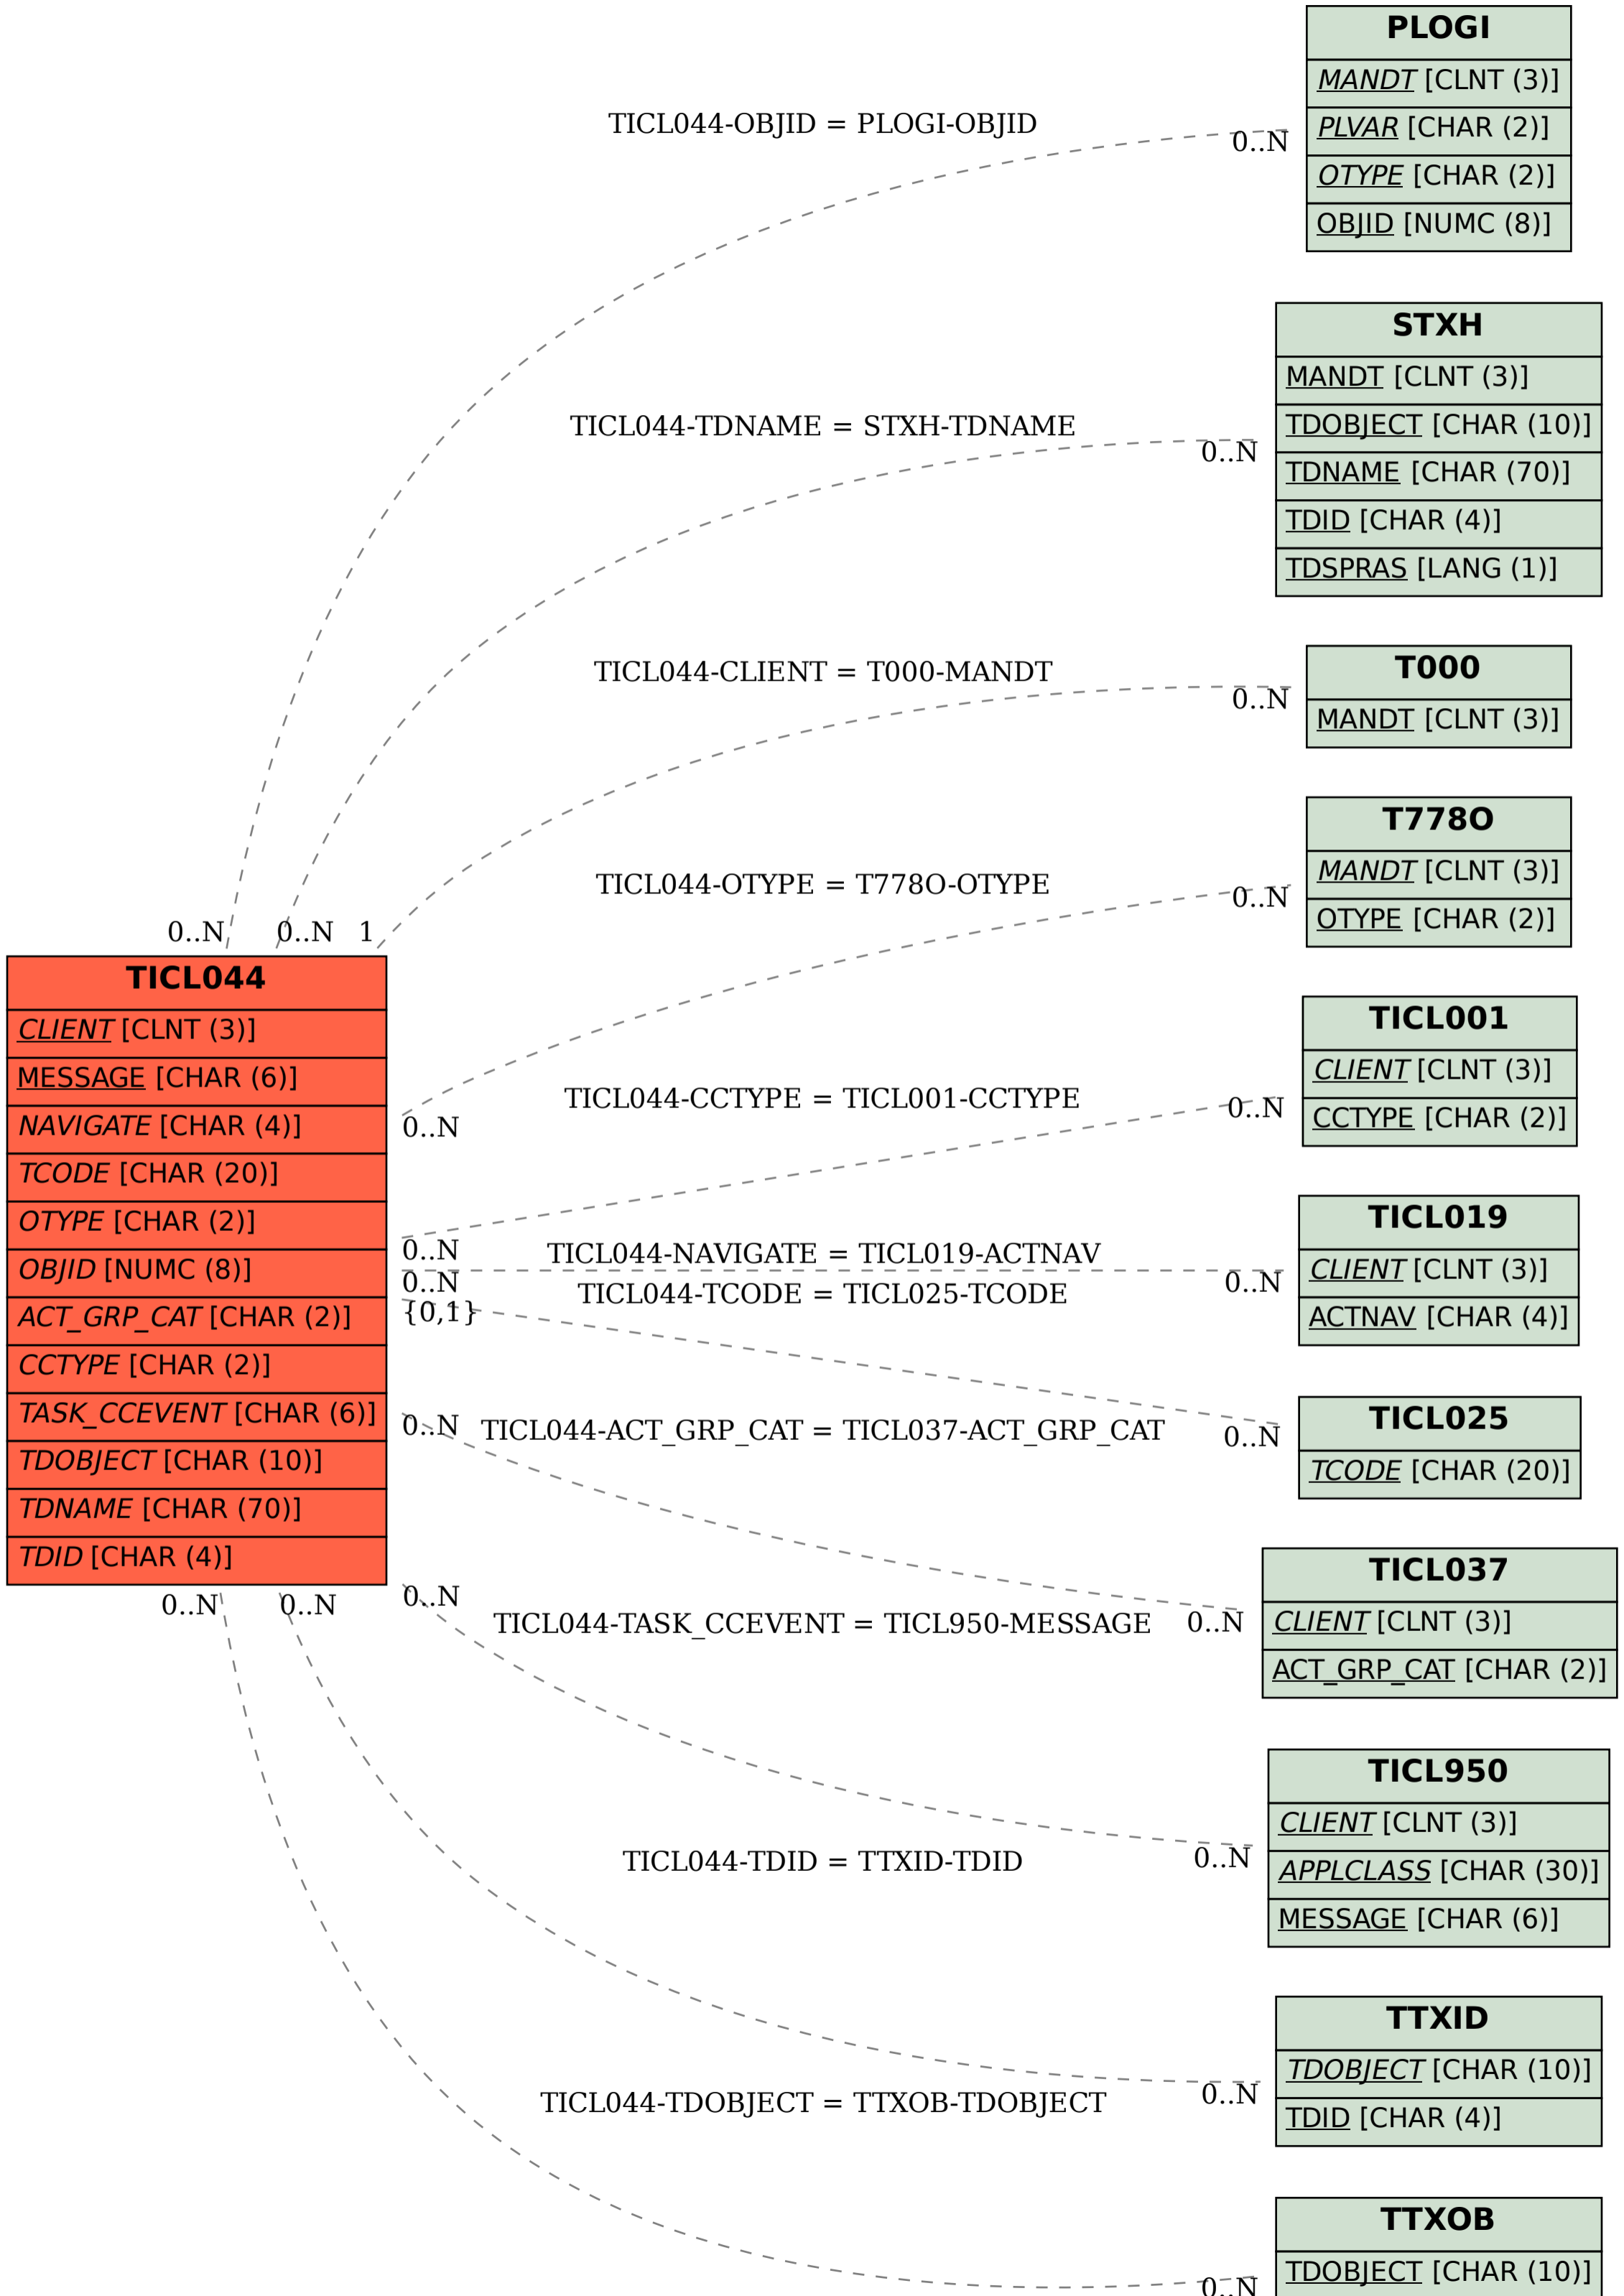 PLOGI
MANDT [CLNT (3)]
PLVAR [CHAR (2)]
OTYPE [CHAR (2)]
OBJID [NUMC (8)]
TICL044-OBJID = PLOGI-OBJID
0..N
STXH
MANDT [CLNT (3)]
TDOBJECT [CHAR (10)]
TDNAME [CHAR (70)]
TDID [CHAR (4)]
TDSPRAS [LANG (1)]
TICL044-TDNAME = STXH-TDNAME
0..N
T000
MANDT [CLNT (3)]
TICL044-CLIENT = T000-MANDT
0..N
T778O
MANDT [CLNT (3)]
OTYPE [CHAR (2)]
TICL044-OTYPE = T778O-OTYPE
0..N
0..N 0..N 1
TICL044
CLIENT [CLNT (3)]
MESSAGE [CHAR (6)]
NAVIGATE [CHAR (4)]
TCODE [CHAR (20)]
OTYPE [CHAR (2)]
OBJID [NUMC (8)]
ACT_GRP_CAT [CHAR (2)]
CCTYPE [CHAR (2)]
TASK_CCEVENT [CHAR (6)]
TDOBJECT [CHAR (10)]
TDNAME [CHAR (70)]
TDID [CHAR (4)]
0..N 0..N
0..N
0..N
0..N
{0,1}
0..N
0..N
TICL001
CLIENT [CLNT (3)]
CCTYPE [CHAR (2)]
TICL044-CCTYPE = TICL001-CCTYPE
0..N
TICL019
CLIENT [CLNT (3)]
ACTNAV [CHAR (4)]
TICL044-NAVIGATE = TICL019-ACTNAV
0..N
TICL044-TCODE = TICL025-TCODE
TICL025
TCODE [CHAR (20)]
0..N
TICL044-ACT_GRP_CAT = TICL037-ACT_GRP_CAT
TICL037
CLIENT [CLNT (3)]
ACT_GRP_CAT [CHAR (2)]
0..N
TICL044-TASK_CCEVENT = TICL950-MESSAGE
TICL950
CLIENT [CLNT (3)]
APPLCLASS [CHAR (30)]
MESSAGE [CHAR (6)]
0..N
TICL044-TDID = TTXID-TDID
TTXID
TDOBJECT [CHAR (10)]
TDID [CHAR (4)]
0..N
TICL044-TDOBJECT = TTXOB-TDOBJECT
TTXOB
TDOBJECT [CHAR (10)]
0..N